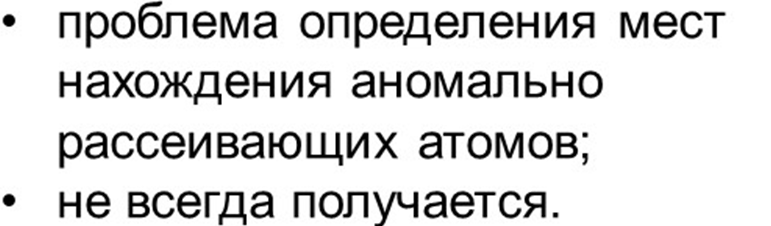 • проблема определения мест
нахождения аномально
рассеивающих атомов;
• не всегда получается.